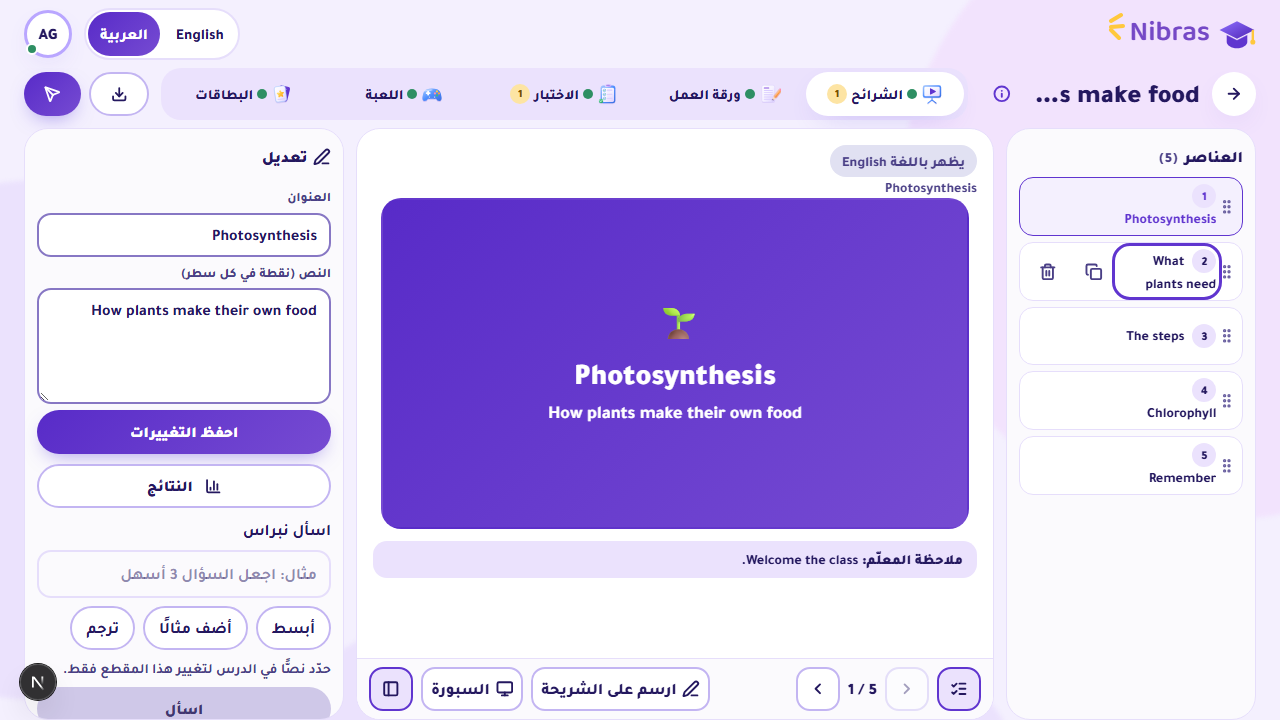 Nibras
العربية
English
AG
...s make food
الشرائح 1
ورقة العمل
الاختبار 1
اللعبة
البطاقات
العناصر (5)
1
Photosynthesis
2 What
plants need
3 The steps
4
Chlorophyll
5
Remember
يظهر باللغة English
Photosynthesis
Photosynthesis
How plants make their own food
ملاحظة المعلّم: Welcome the class.
1 / 5
ارسم على الشريحة
السبورة
تعديل
العنوان
Photosynthesis
النص (نقطة في كل سطر)
How plants make their own food
احفظ التغييرات
النتائج
اسأل نبراس
مثال: اجعل السؤال 3 أسهل
أبسط
أضف مثالًا
ترجم
حدّد نصًّا في الدرس لتغيير هذا المقطع فقط.
اسأل
N